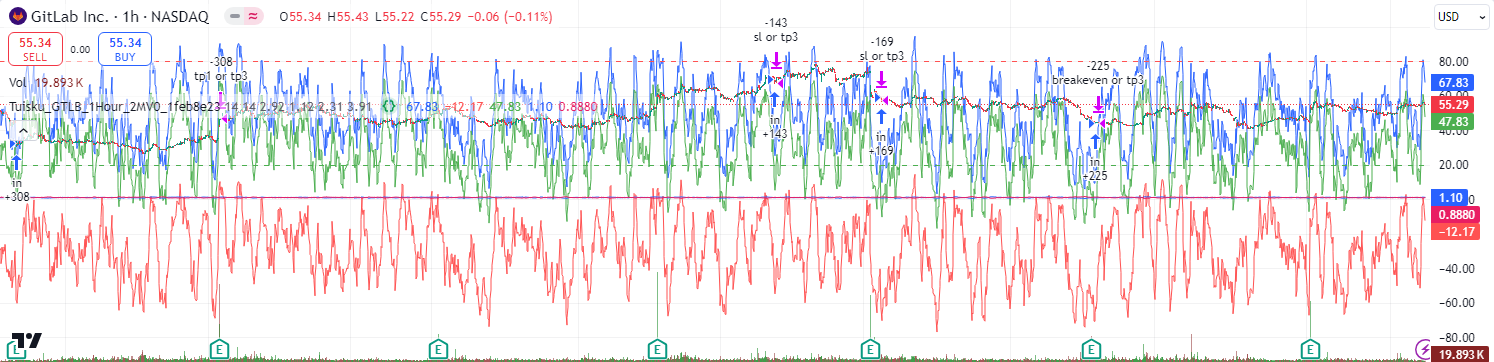 GitLab Inc. · 1h · NASDAQ
O55.34 H55.43 L55.22 C55.29 −0.06 (−0.11%)
USD
55.34
SELL
0.00
55.34
BUY
Vol 19.893 K
Tuisku_GTLB_1Hour_2MV0_1feb8e23 14 14 2.92 1.12 2.31 3.91
67.83 −12.17 47.83 1.10 0.8880
-308
tp1 or tp3
-143
sl or tp3
-169
sl or tp3
-225
breakeven or tp3
in
+308
in
+143
in
+169
in
+225
80.00
67.83
60.00
55.29
47.83
40.00
20.00
1.10
0.8880
−12.17
−40.00
−60.00
−80.00
19.893 K
E
E
E
E
E
E
E